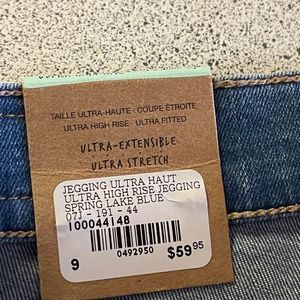 TAILLE ULTRA-HAUTE · COUPE ÉTROITE
ULTRA HIGH RISE · ULTRA FITTED
ULTRA-EXTENSIBLE
ULTRA STRETCH
JEGGING ULTRA HAUT
ULTRA HIGH RISE JEGGING
SPRING LAKE BLUE
07J - 191 - 44
100044148
9 0492950 $59.95